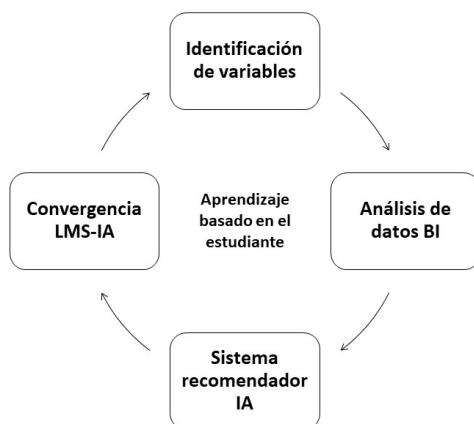 Identificación
de variables
Convergencia
LMS-IA
Aprendizaje
basado en el
estudiante
Análisis de
datos BI
Sistema
recomendador
IA